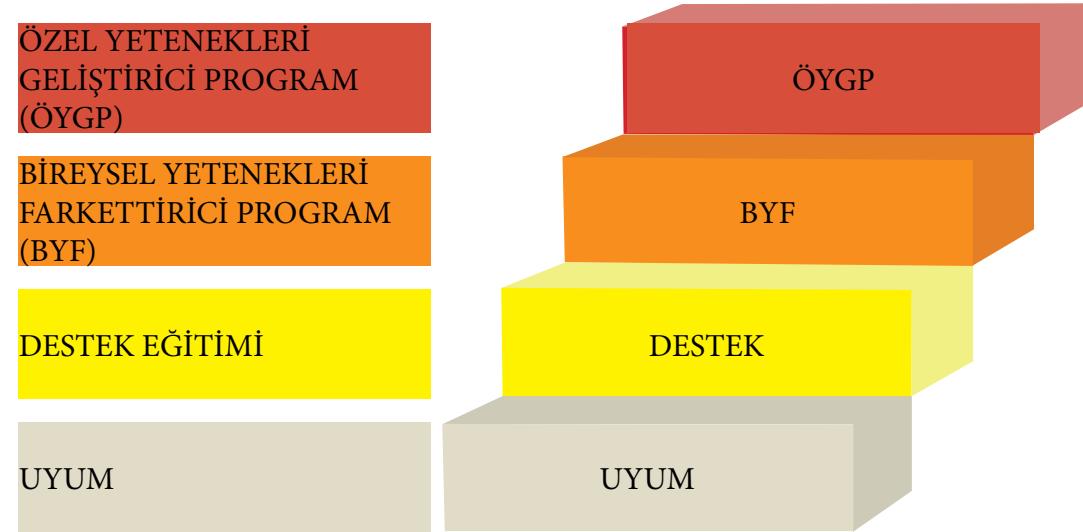 ÖZEL YETENEKLERİ
GELİŞTİRİCİ PROGRAM
(ÖYGP)
ÖYGP
BİREYSEL YETENEKLERİ
FARKETTİRİCİ PROGRAM
(BYF)
BYF
DESTEK EĞİTİMİ
DESTEK
UYUM
UYUM